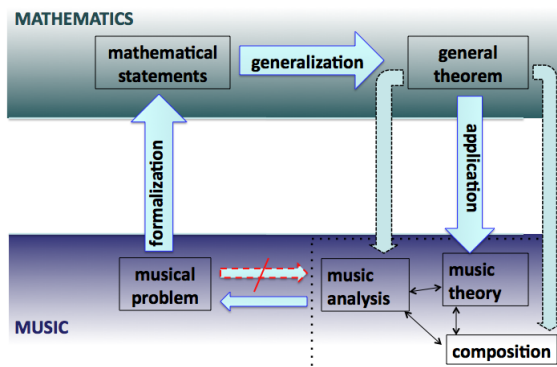 MATHEMATICS
mathematical
statements
generalization
general
theorem
formalization
application
musical
problem
music
analysis
music
theory
MUSIC
composition